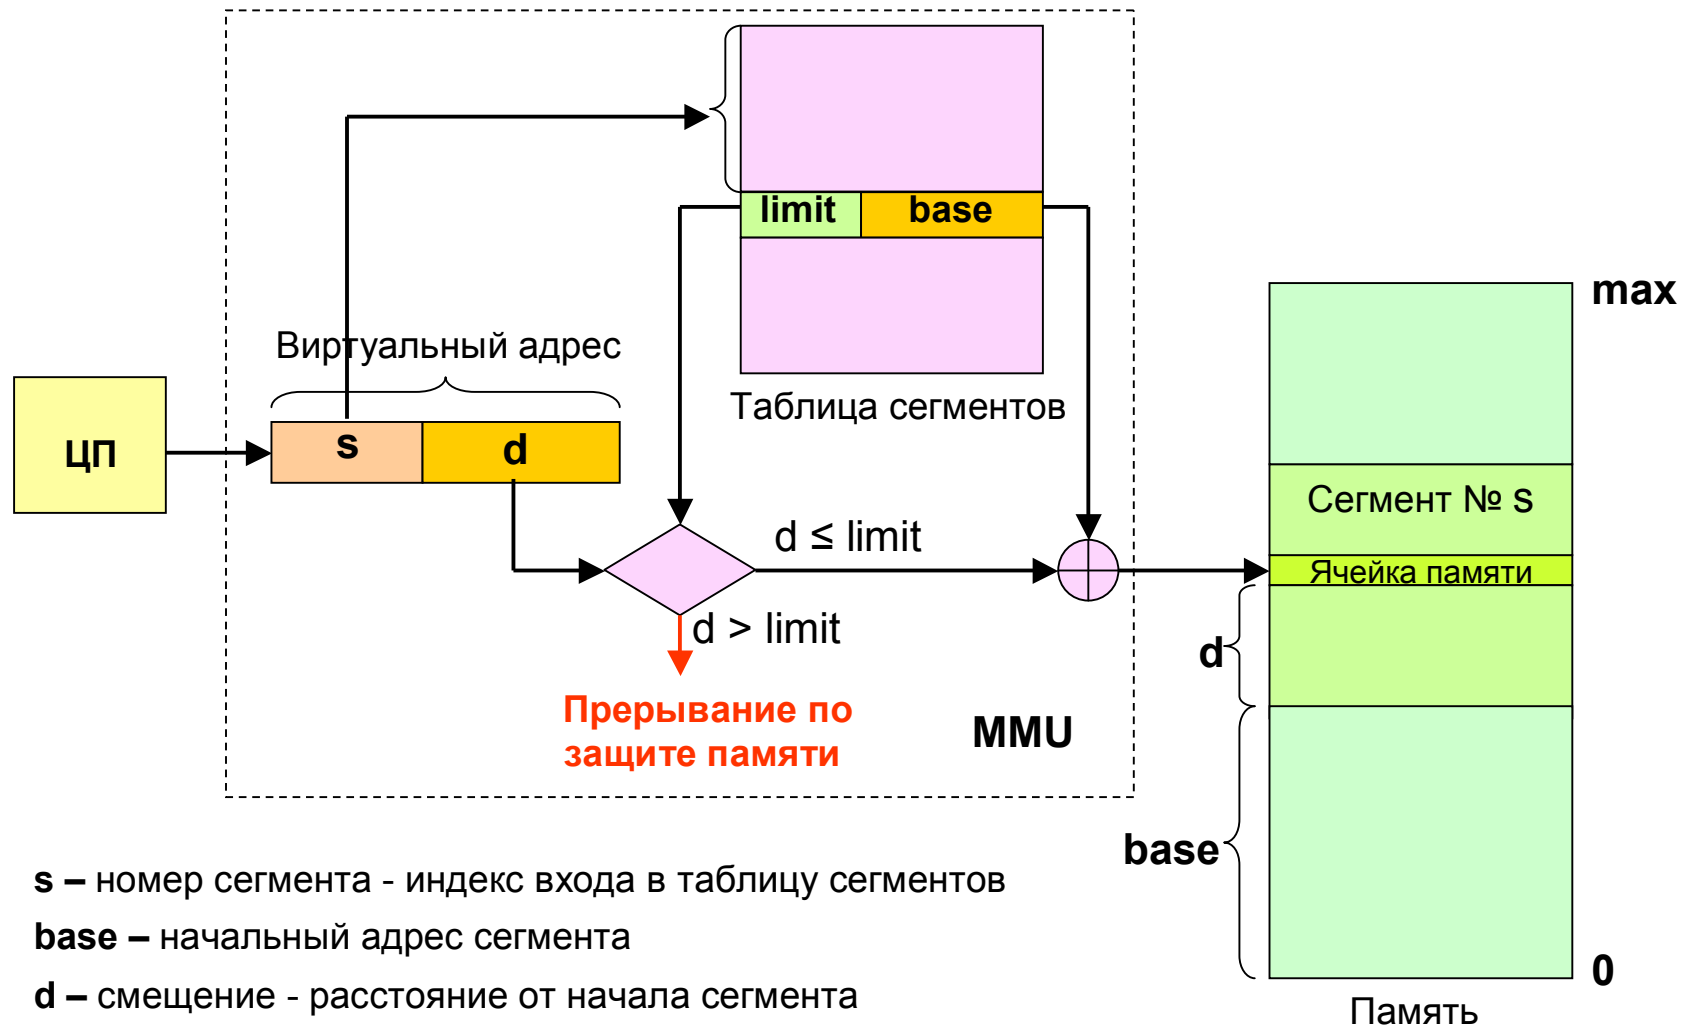 limit
base
max
Виртуальный адрес
Таблица сегментов
ЦП
s
d
Сегмент № s
d ≤ limit
Ячейка памяти
d > limit
d
Прерывание по
защите памяти
MMU
base
s – номер сегмента - индекс входа в таблицу сегментов
base – начальный адрес сегмента
d – смещение - расстояние от начала сегмента
0
Память